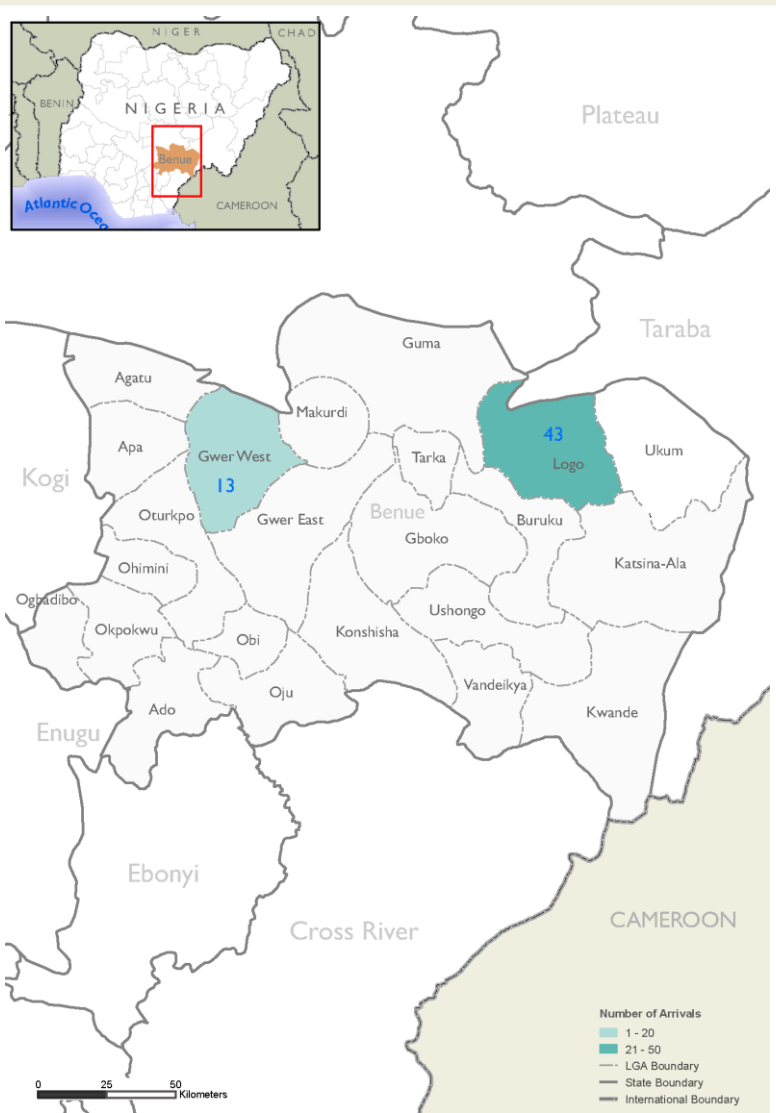 NIGER
CHAD
BENIN
NIGERIA
Benue
CAMEROON
Atlantic Ocea
Plateau
Taraba
Guma
Agatu
Makurdi
43
Apa
Gwer West
Tarka
Logo
Ukum
Kogi
13
Oturkpo
Gwer East
Benue
Buruku
Gboko
Katsina-Ala
Ohimini
Ogbadibo
Ushongo
Okpokwu
Obi
Konshisha
Vandeikya
Oju
Ado
Kwande
Enugu
Ebonyi
Cross River
CAMEROON
Number of Arrivals
1 - 20
21 - 50
LGA Boundary
State Boundary
International Boundary
0 25 50
Kilometers